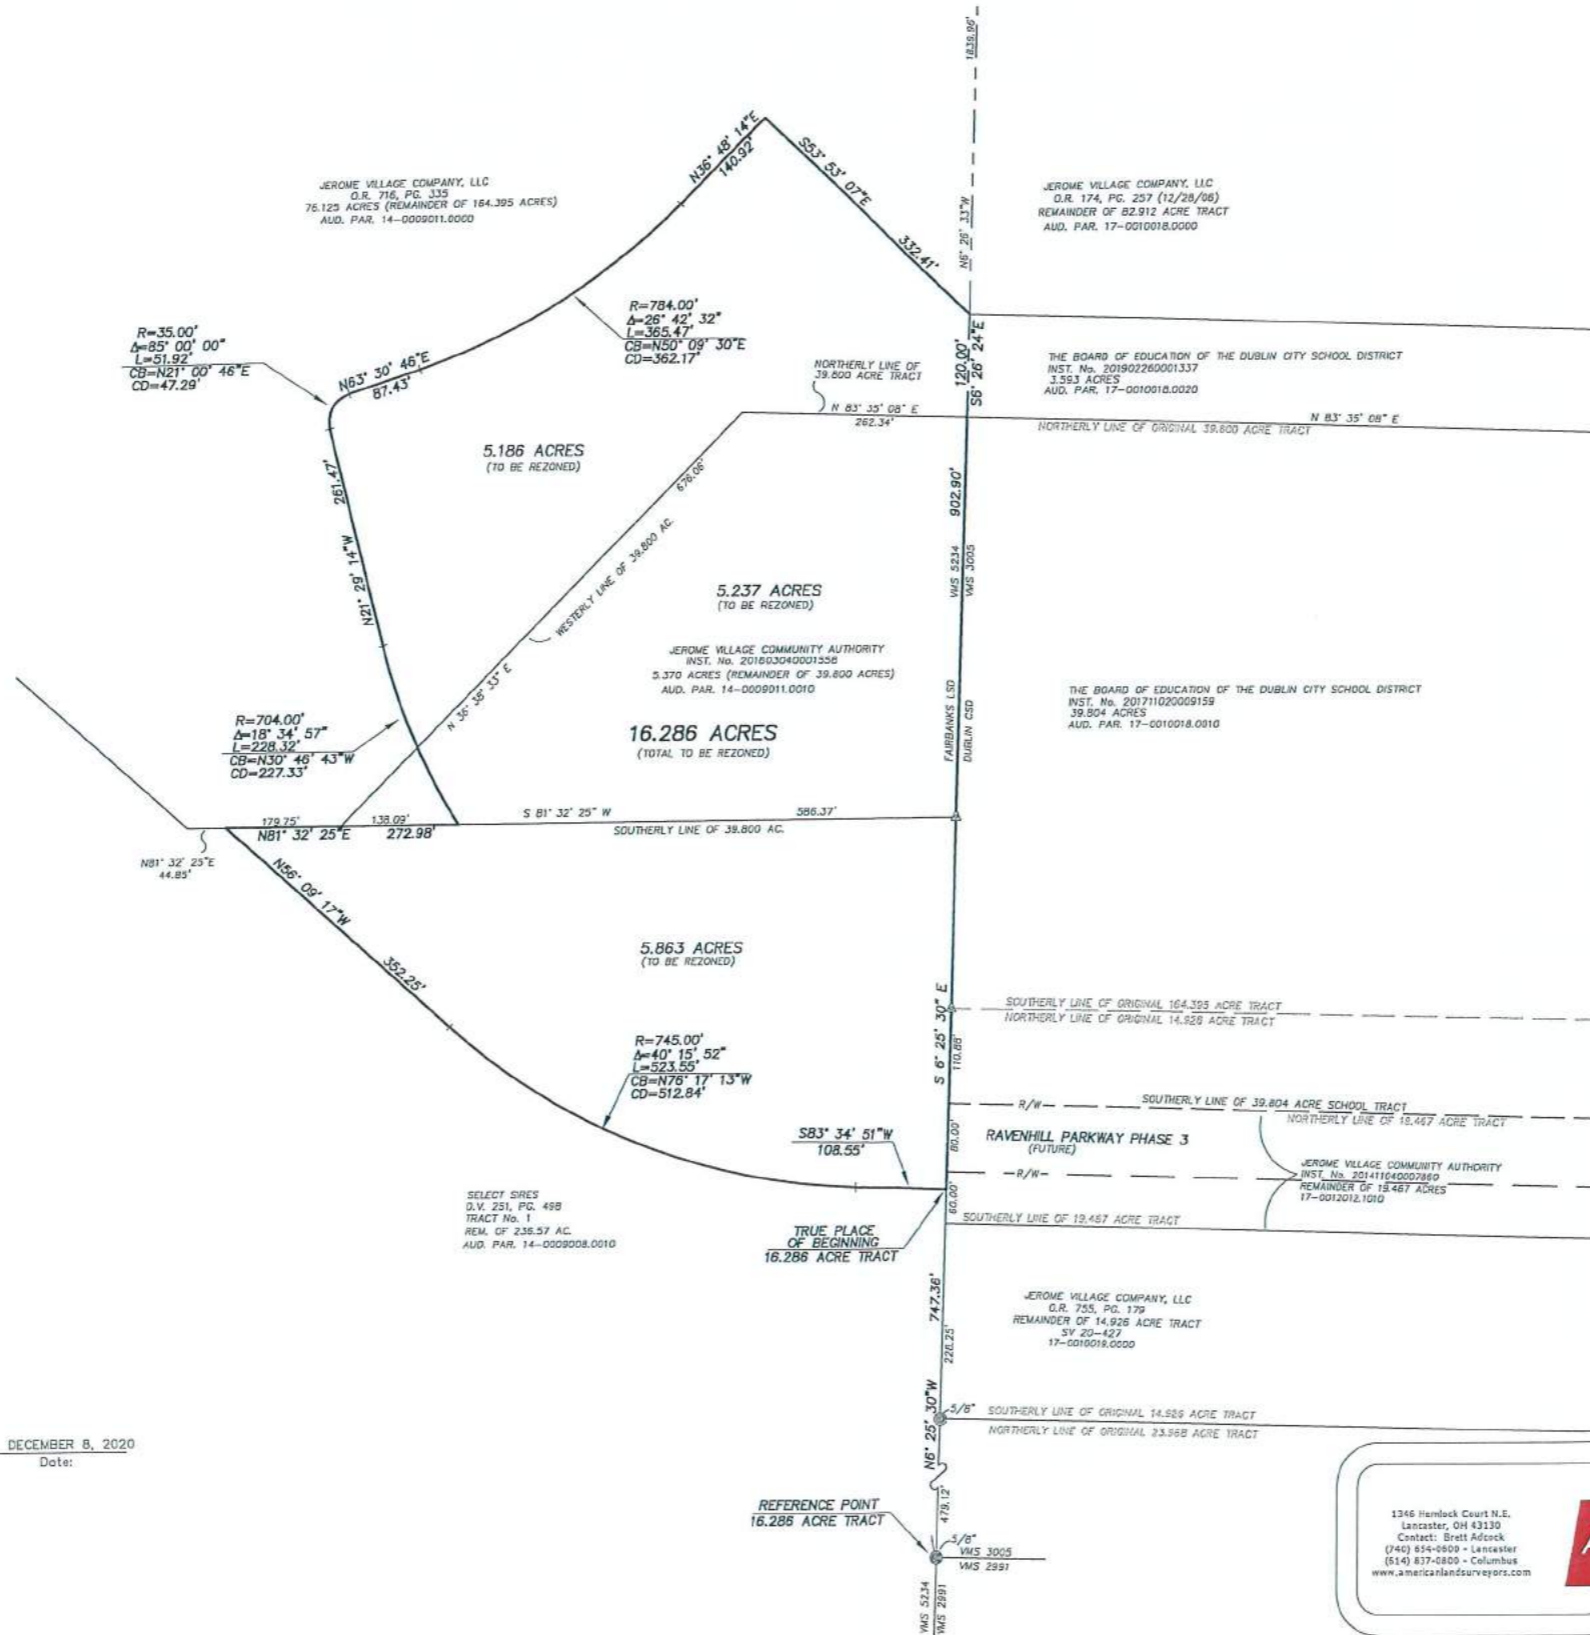 1839.96'
N6° 26' 33"W
JEROME VILLAGE COMPANY, LLC
O.R. 716, PG. 335
76.125 ACRES (REMAINDER OF 164.395 ACRES)
AUD. PAR. 14-0009011.0000
N36° 48' 14"E
140.92'
S53° 53' 07"E
332.41'
JEROME VILLAGE COMPANY, LLC
O.R. 174, PG. 257 (12/28/06)
REMAINDER OF 82.912 ACRE TRACT
AUD. PAR. 17-0010018.0000
R=35.00'
Δ=85° 00' 00"
L=51.92'
CB=N21° 00' 46"E
CD=47.29'
R=784.00'
Δ=26° 42' 32"
L=365.47'
CB=N50° 09' 30"E
CD=362.17'
N63° 30' 46"E
87.43'
120.00'
S6° 26' 24"E
THE BOARD OF EDUCATION OF THE DUBLIN CITY SCHOOL DISTRICT
INST. No. 201902260001337
3.593 ACRES
AUD. PAR. 17-0010018.0020
NORTHERLY LINE OF
39.800 ACRE TRACT
N 83° 35' 08" E
262.34'
N 83° 35' 08" E
NORTHERLY LINE OF ORIGINAL 39.800 ACRE TRACT
5.186 ACRES
(TO BE REZONED)
261.47'
N21° 29' 14"W
676.06'
WESTERLY LINE OF 39.800 AC.
N 36° 38' 33" E
902.90'
VMS 5234
VMS 3005
5.237 ACRES
(TO BE REZONED)
JEROME VILLAGE COMMUNITY AUTHORITY
INST. No. 201603040001556
5.370 ACRES (REMAINDER OF 39.800 ACRES)
AUD. PAR. 14-0009011.0010
FAIRBANKS LSD
DUBLIN CSD
THE BOARD OF EDUCATION OF THE DUBLIN CITY SCHOOL DISTRICT
INST. No. 201711020009159
39.804 ACRES
AUD. PAR. 17-0010018.0010
R=704.00'
Δ=18° 34' 57"
L=228.32'
CB=N30° 46' 43"W
CD=227.33'
16.286 ACRES
(TOTAL TO BE REZONED)
179.75'
138.09'
N81° 32' 25"E
272.98'
S 81° 32' 25" W
586.37'
SOUTHERLY LINE OF 39.800 AC.
N81° 32' 25"E
44.85'
N56° 09' 17"W
352.25'
5.863 ACRES
(TO BE REZONED)
S 6° 25' 30" E
110.88'
SOUTHERLY LINE OF ORIGINAL 164.395 ACRE TRACT
NORTHERLY LINE OF ORIGINAL 14.926 ACRE TRACT
R=745.00'
Δ=40° 15' 52"
L=523.55'
CB=N76° 17' 13"W
CD=512.84'
R/W
SOUTHERLY LINE OF 39.804 ACRE SCHOOL TRACT
NORTHERLY LINE OF 19.467 ACRE TRACT
80.00'
RAVENHILL PARKWAY PHASE 3
(FUTURE)
S83° 34' 51"W
108.55'
R/W
JEROME VILLAGE COMMUNITY AUTHORITY
INST. No. 201411040007860
REMAINDER OF 19.467 ACRES
17-0012012.1010
60.00'
SOUTHERLY LINE OF 19.467 ACRE TRACT
SELECT SIRES
D.V. 251, PG. 498
TRACT No. 1
REM. OF 236.57 AC.
AUD. PAR. 14-0009008.0010
TRUE PLACE
OF BEGINNING
16.286 ACRE TRACT
747.36'
228.25'
N6° 25' 30"W
JEROME VILLAGE COMPANY, LLC
O.R. 755, PG. 179
REMAINDER OF 14.926 ACRE TRACT
SV 20-427
17-0010019.0000
5/8"
SOUTHERLY LINE OF ORIGINAL 14.926 ACRE TRACT
NORTHERLY LINE OF ORIGINAL 23.968 ACRE TRACT
DECEMBER 8, 2020
Date:
479.12'
REFERENCE POINT
16.286 ACRE TRACT
5/8"
VMS 3005
VMS 2991
VMS 5234
VMS 2991
1346 Hemlock Court N.E.
Lancaster, OH 43130
Contact: Brett Adcock
(740) 654-0600 - Lancaster
(614) 837-0800 - Columbus
www.americanlandsurveyors.com